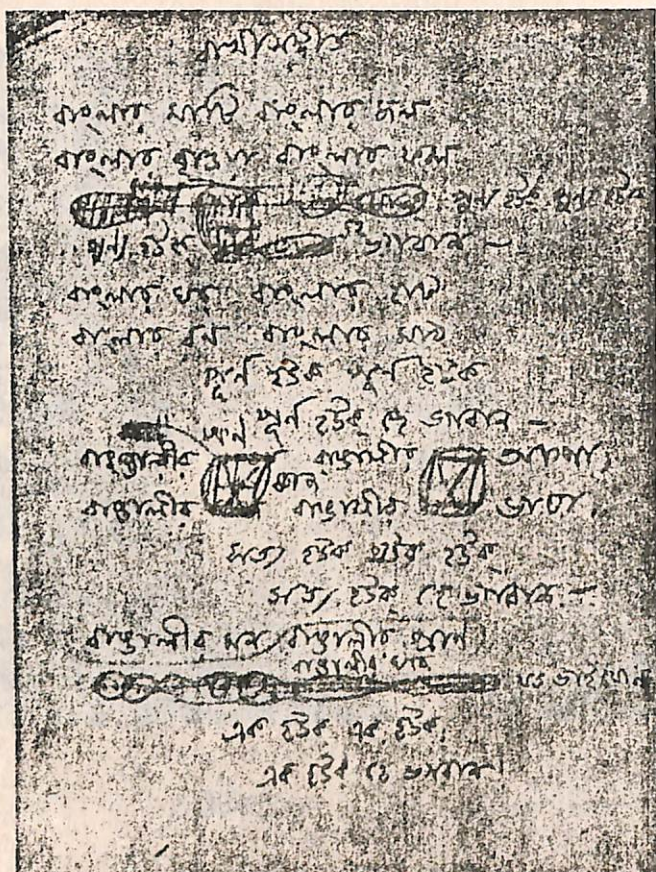 রাখীসঙ্গীত
বাংলার মাটি বাংলার জল
বাংলার বায়ু বাংলার ফল
পুণ্য হউক পুণ্য হউক
পুণ্য হউক হে ভগবান –
বাংলার ঘর বাংলার হাট
বাংলার বন বাংলার মাঠ
পূর্ণ হউক পূর্ণ হউক
পূর্ণ হউক হে ভগবান –
বাঙালীর বাঙালীর আশা,
বাঙালীর কাজ বাঙালীর ভাষা,
সত্য হউক সত্য হউক
সত্য হউক হে ভগবান –
বাঙালীর মন বাঙালীর প্রাণ
বাঙালীর ঘরে
যত ভাইবোন
এক হউক এক হউক
এক হউক হে ভগবান।